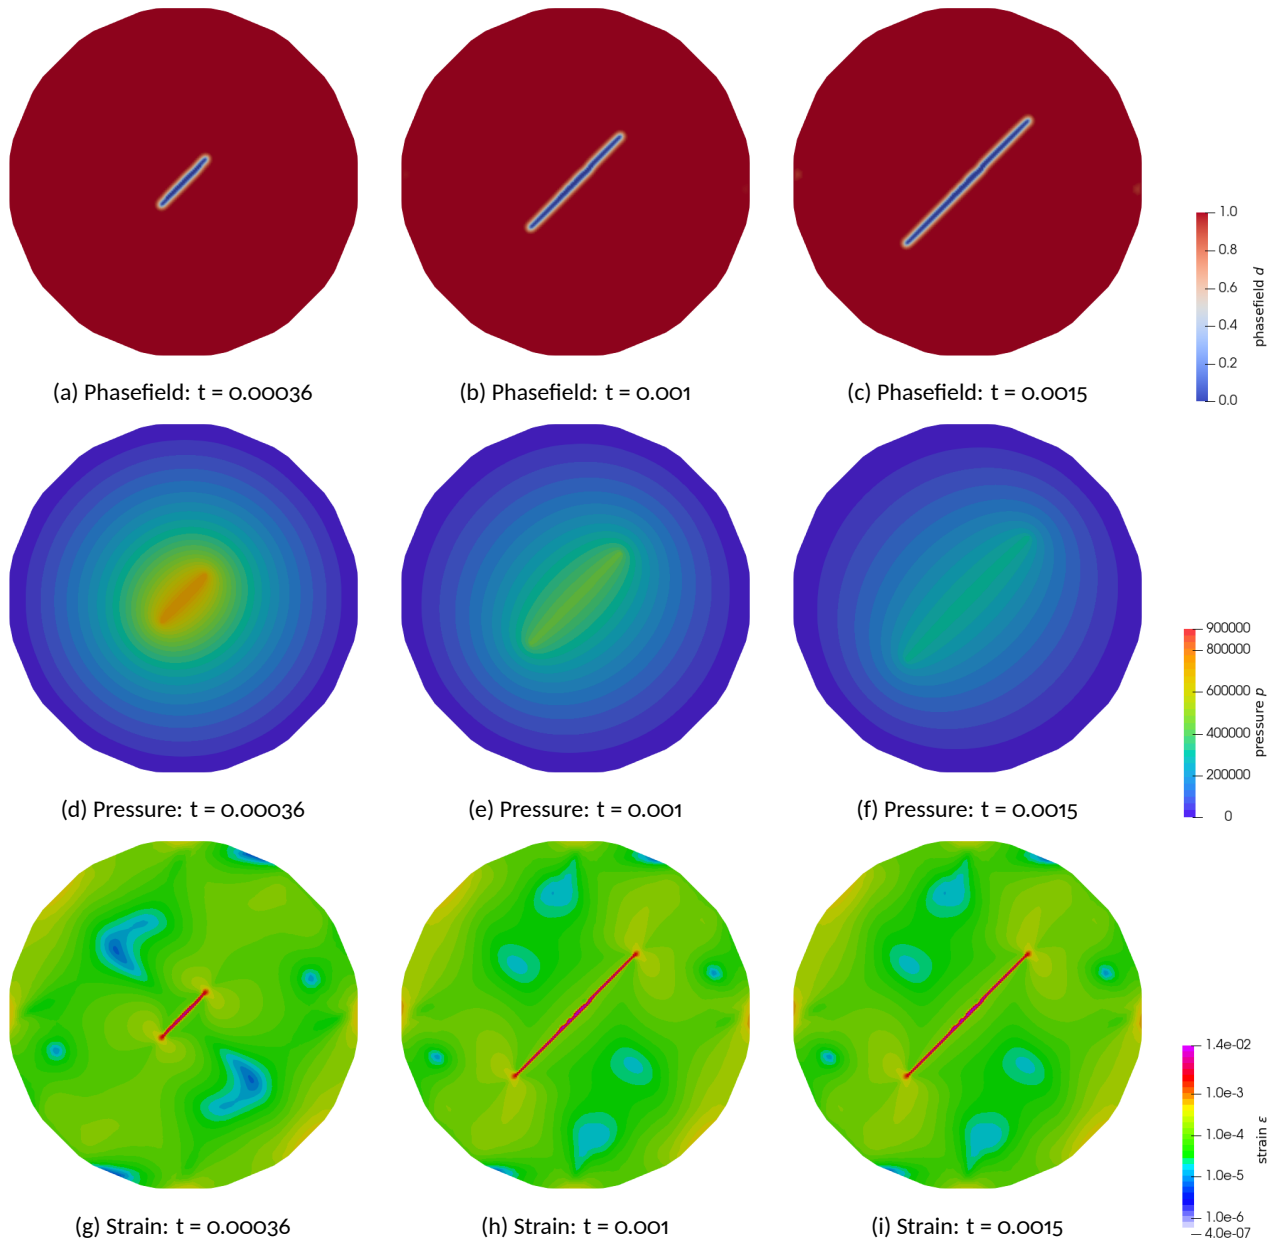 1.0
0.8
0.6
0.4
0.2
0.0
phasefield d
(a) Phasefield: t = 0.00036
(b) Phasefield: t = 0.001
(c) Phasefield: t = 0.0015
900000
800000
600000
400000
200000
0
pressure p
(d) Pressure: t = 0.00036
(e) Pressure: t = 0.001
(f) Pressure: t = 0.0015
1.4e-02
1.0e-3
1.0e-4
1.0e-5
1.0e-6
4.0e-07
strain ε
(g) Strain: t = 0.00036
(h) Strain: t = 0.001
(i) Strain: t = 0.0015